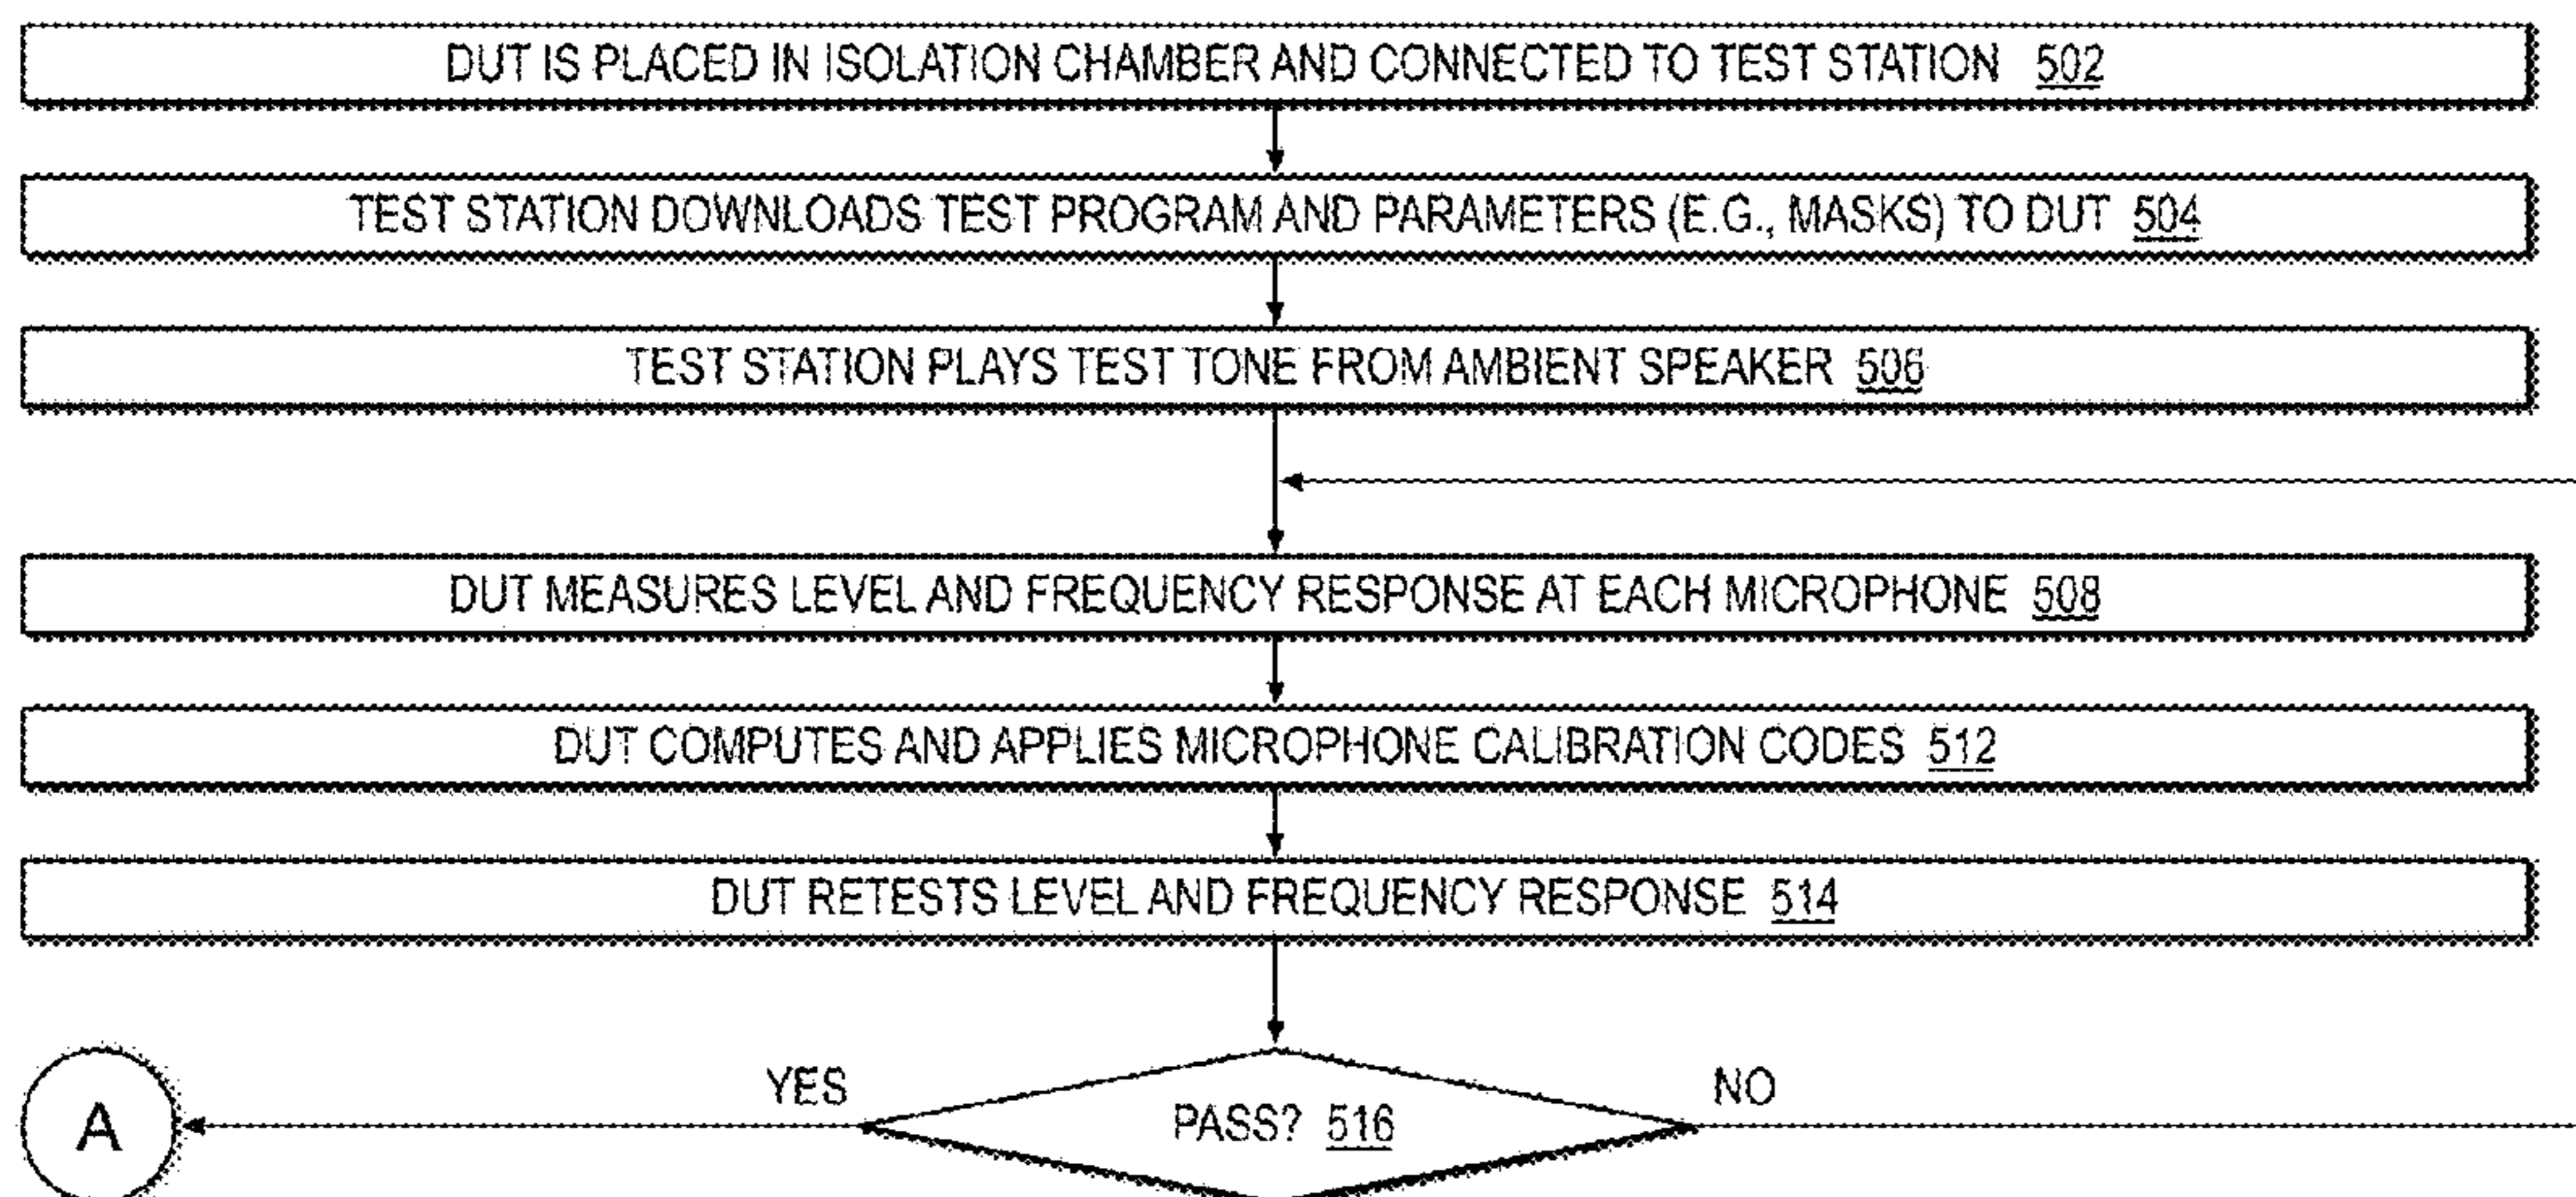 DUT IS PLACED IN ISOLATION CHAMBER AND CONNECTED TO TEST STATION 502
TEST STATION DOWNLOADS TEST PROGRAM AND PARAMETERS (E.G., MASKS) TO DUT 504
TEST STATION PLAYS TEST TONE FROM AMBIENT SPEAKER 506
DUT MEASURES LEVEL AND FREQUENCY RESPONSE AT EACH MICROPHONE 508
DUT COMPUTES AND APPLIES MICROPHONE CALIBRATION CODES 512
DUT RETESTS LEVEL AND FREQUENCY RESPONSE 514
YES
NO
A
PASS? 516